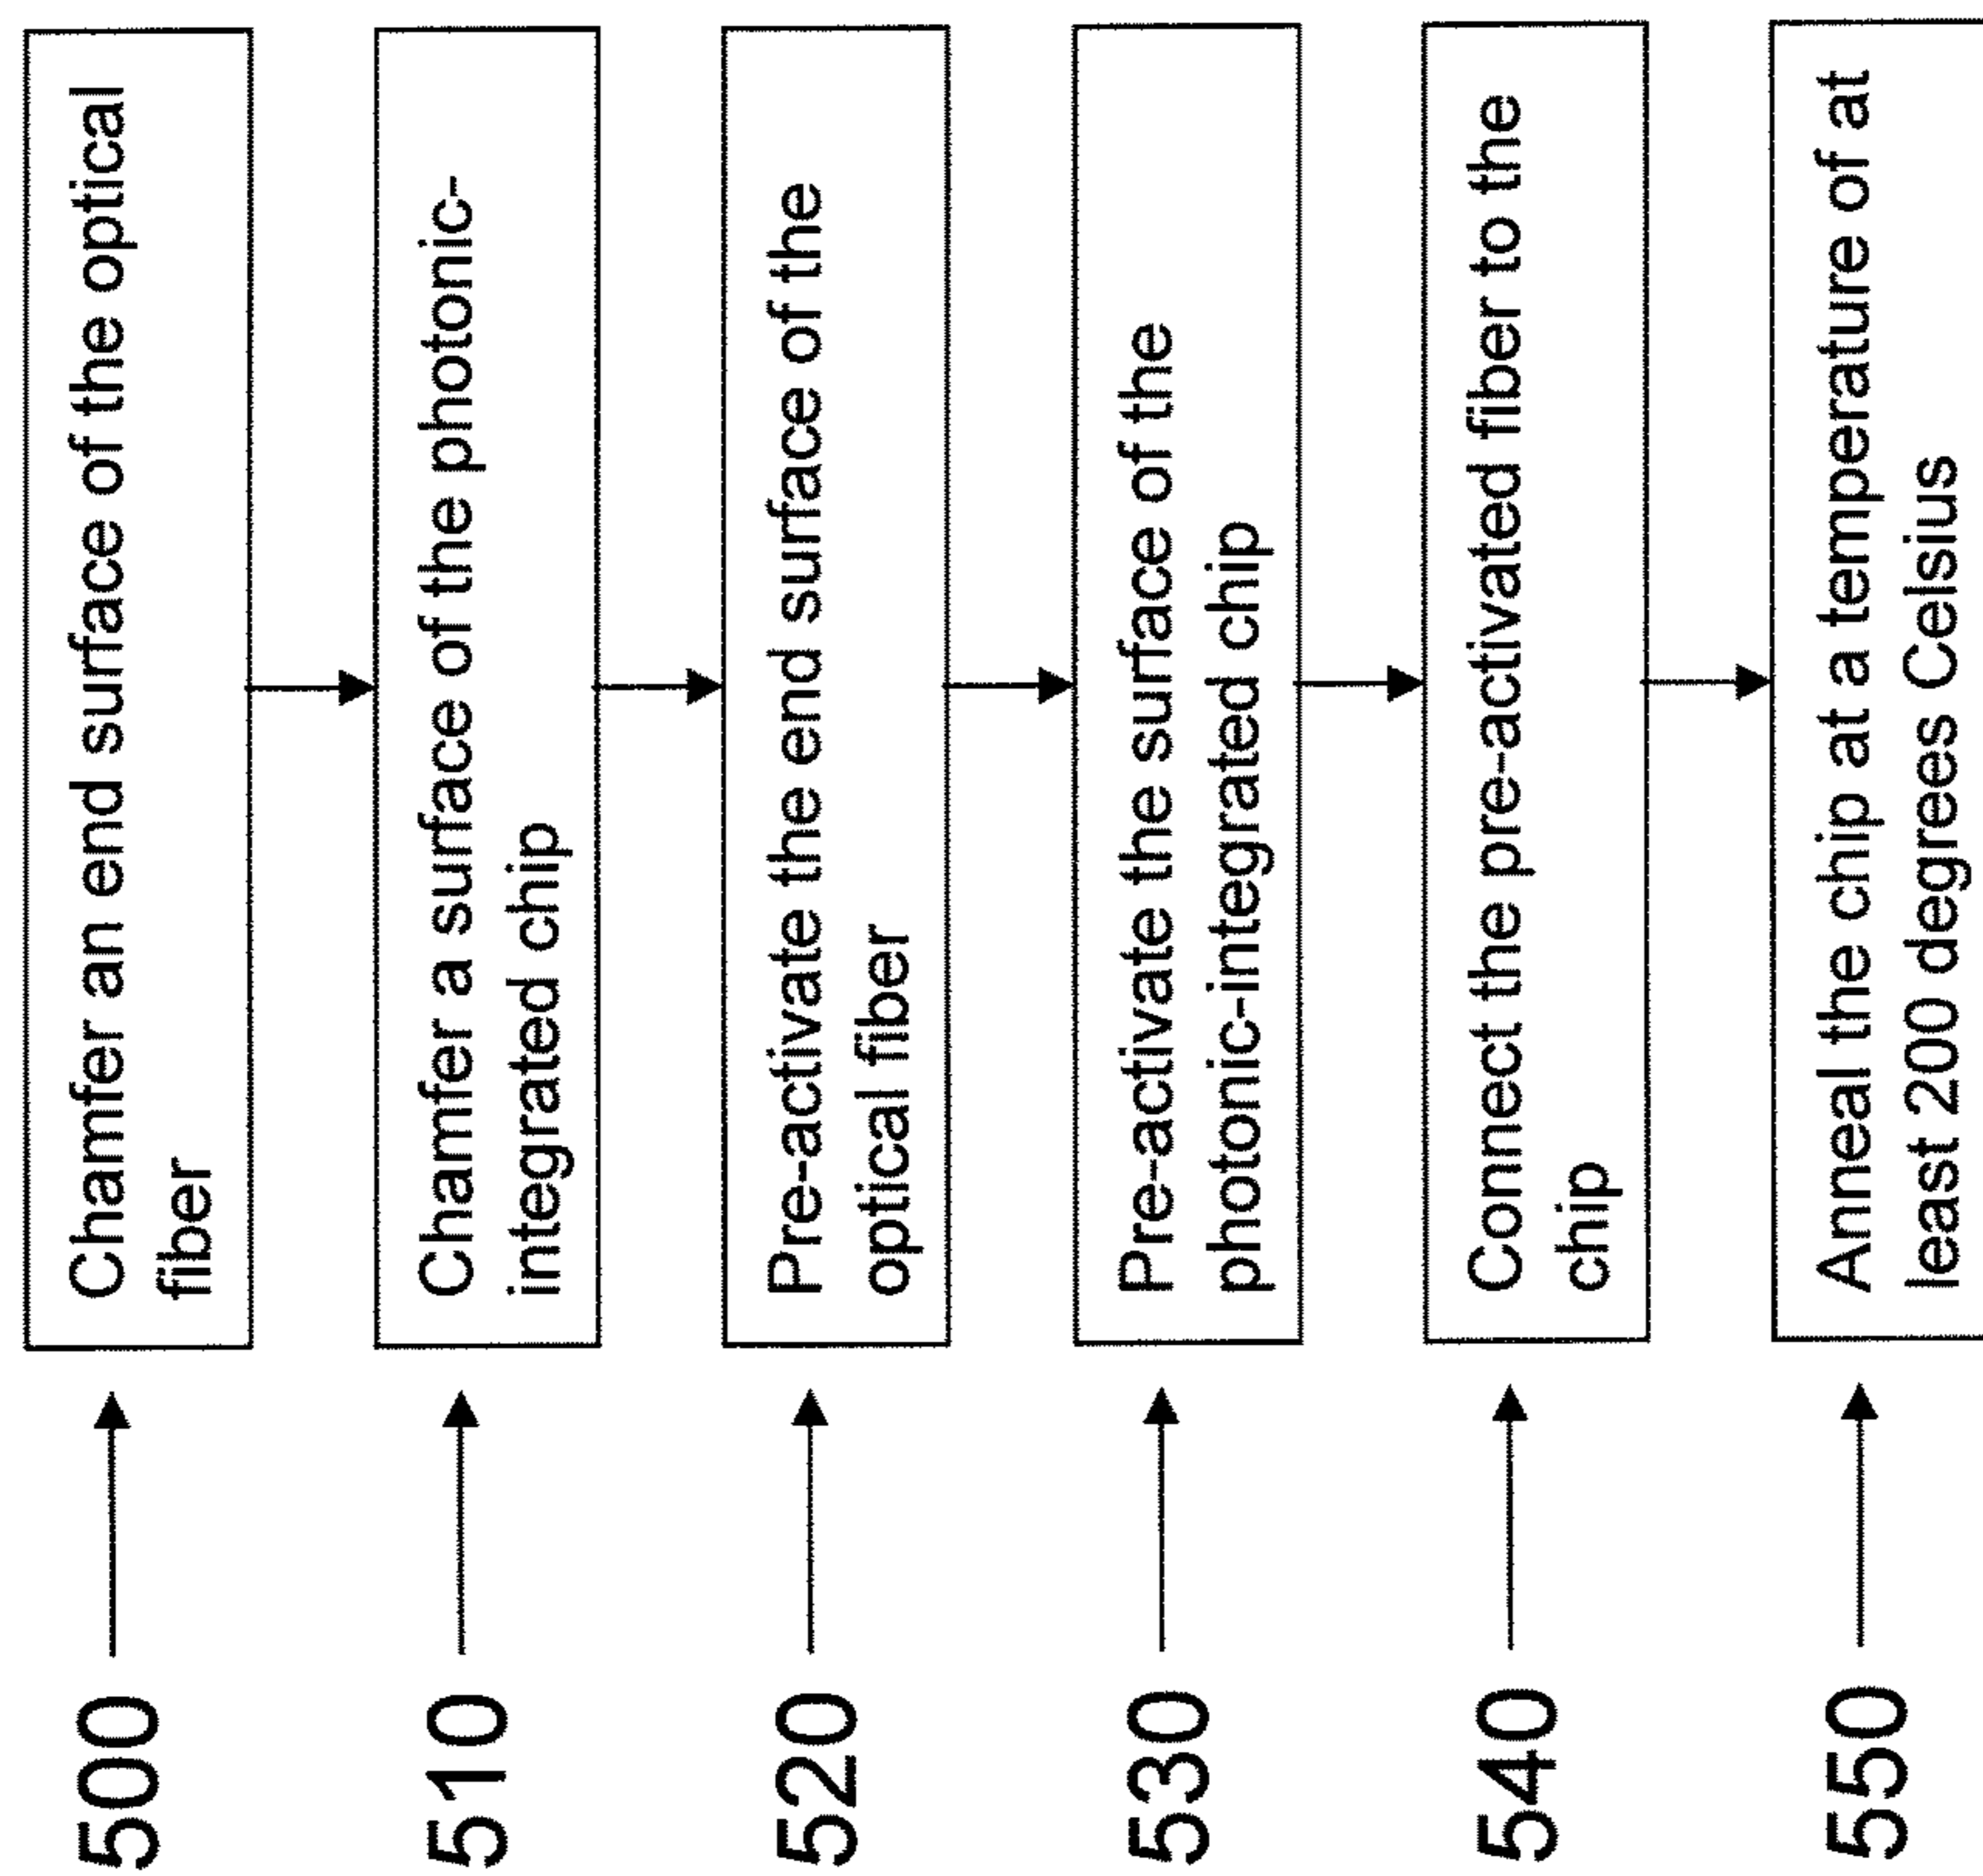 500
Chamfer an end surface of the optical
fiber
510
Chamfer a surface of the photonic-
integrated chip
520
Pre-activate the end surface of the
optical fiber
530
Pre-activate the surface of the
photonic-integrated chip
540
Connect the pre-activated fiber to the
chip
550
Anneal the chip at a temperature of at
least 200 degrees Celsius